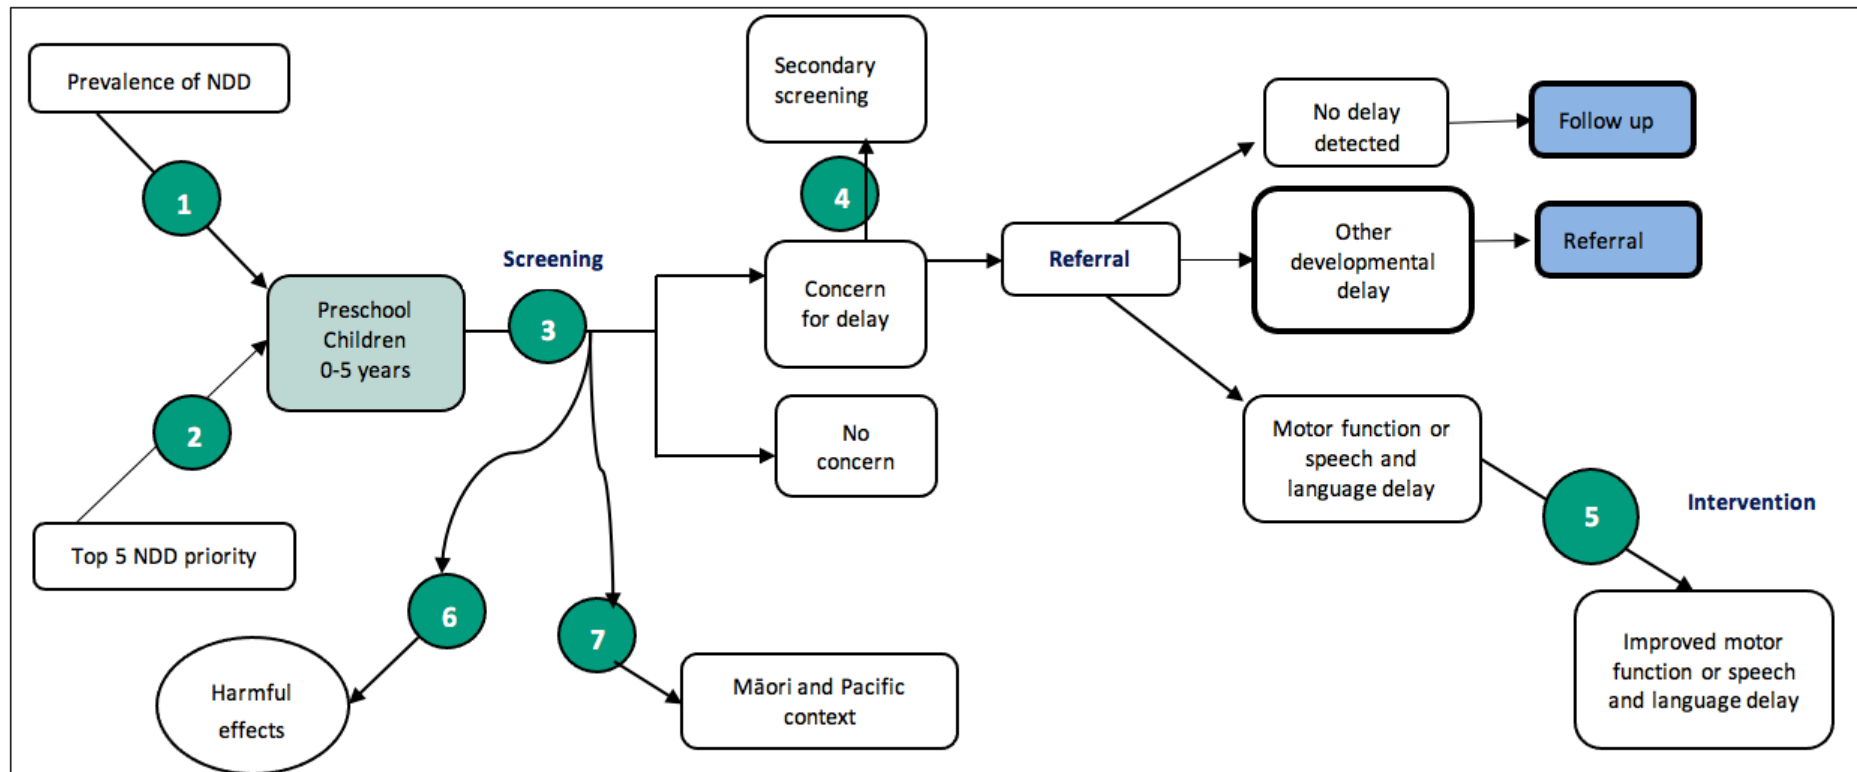 Prevalence of NDD
1
2
Top 5 NDD priority
Preschool
Children
0-5 years
Screening
3
Secondary
screening
4
Concern
for delay
No
concern
6
Harmful
effects
7
Māori and Pacific
context
Referral
No delay
detected
Follow up
Other
developmental
delay
Referral
Motor function or
speech and
language delay
5
Intervention
Improved motor
function or speech
and language delay